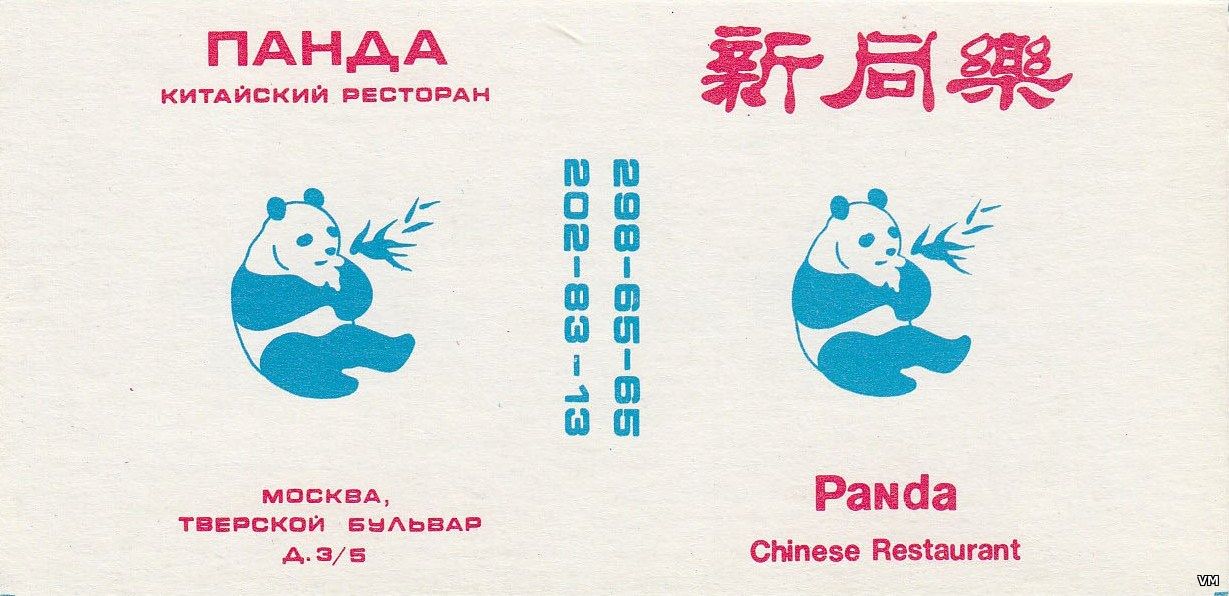 ПАНДА
КИТАЙСКИЙ РЕСТОРАН
МОСКВА,
ТВЕРСКОЙ БУЛЬВАР
Д.3/5
298-65-65
202-83-13
新同樂
PaNda
Chinese Restaurant
VM